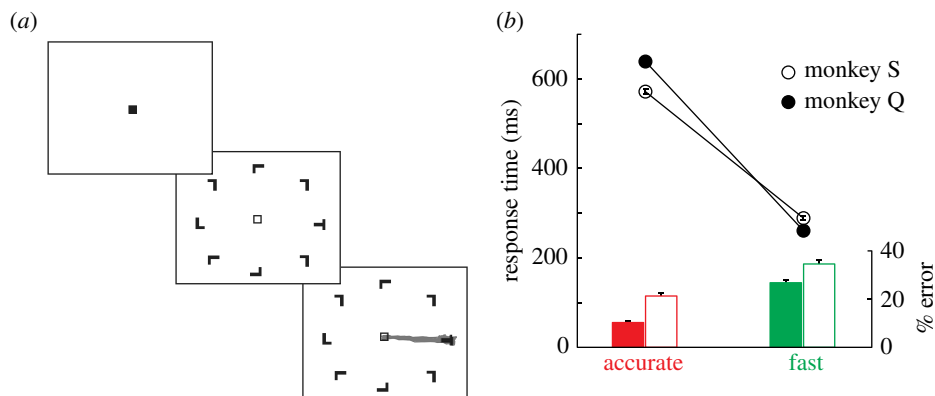 (a)
(b)
600
400
200
0
response time (ms)
monkey S
monkey Q
40
20
0
% error
accurate
fast